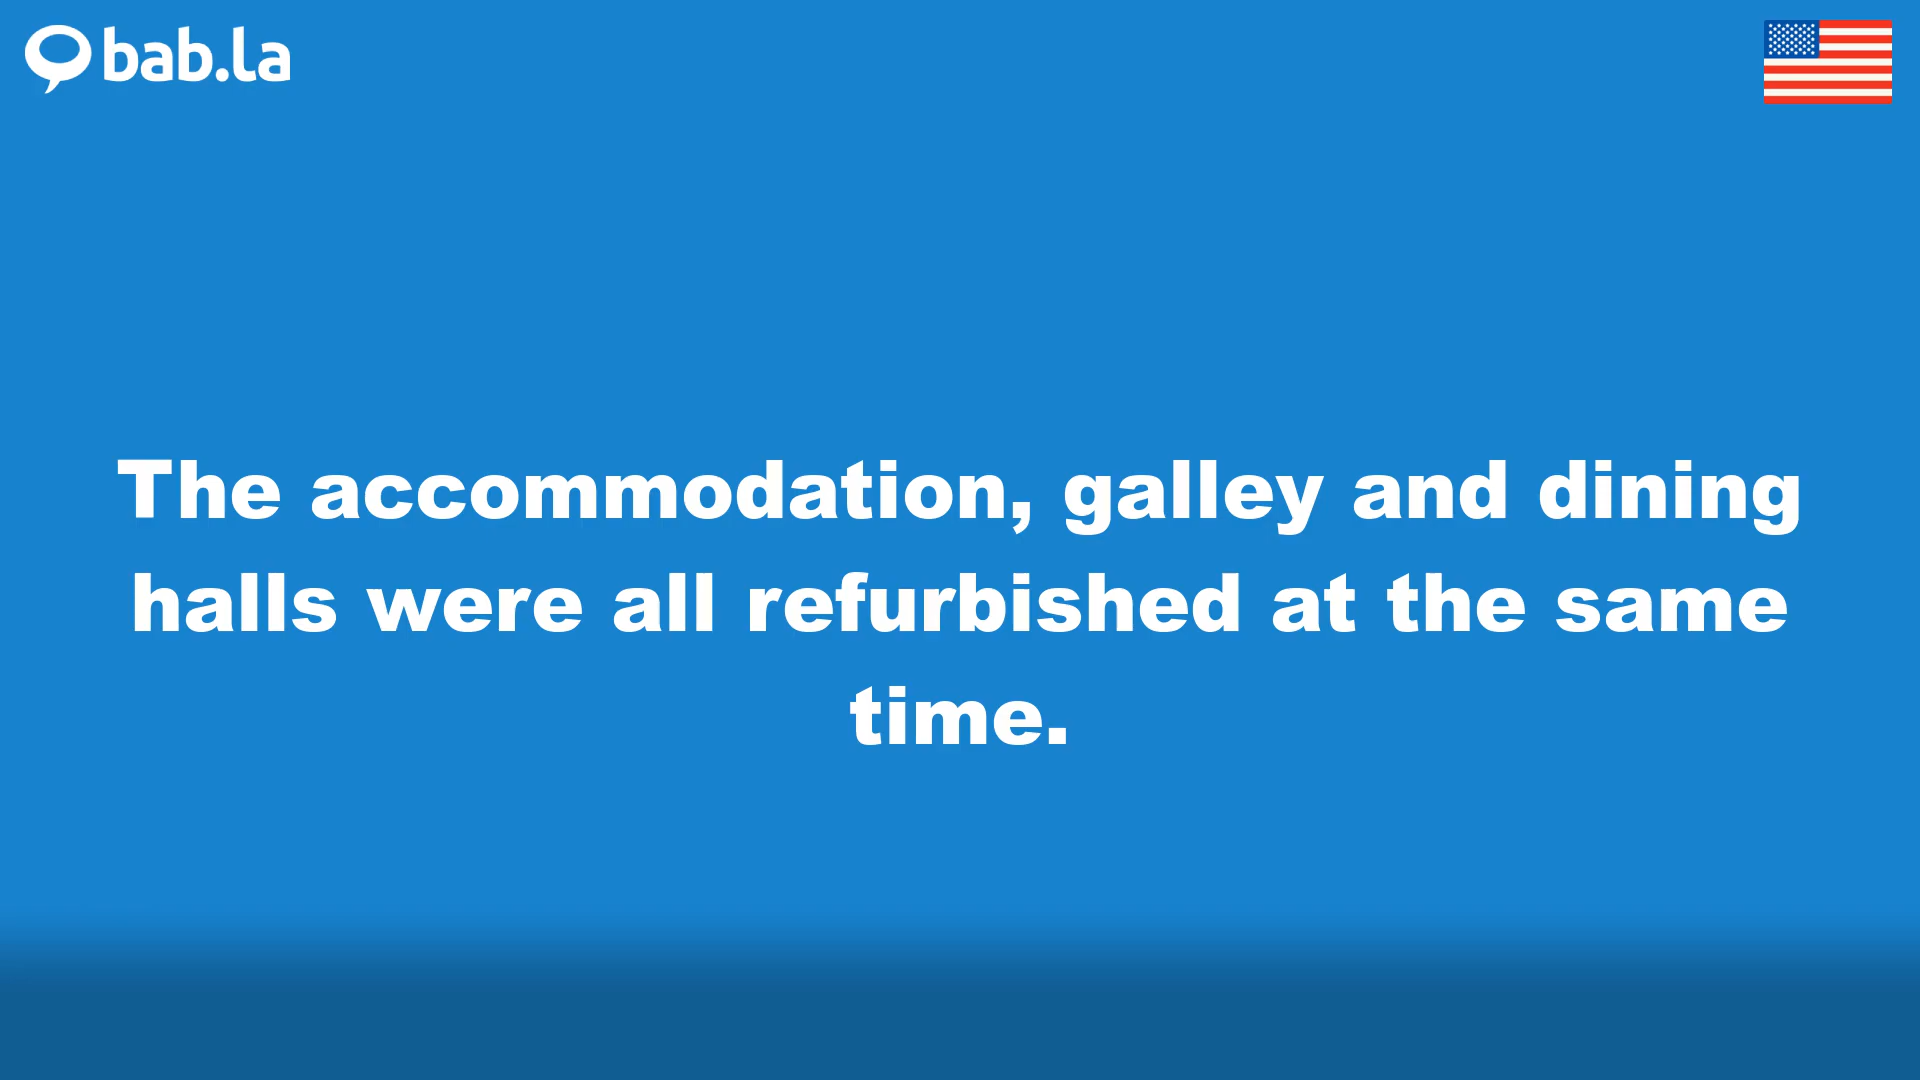 bab.la
The accommodation, galley and dining
halls were all refurbished at the same
time.